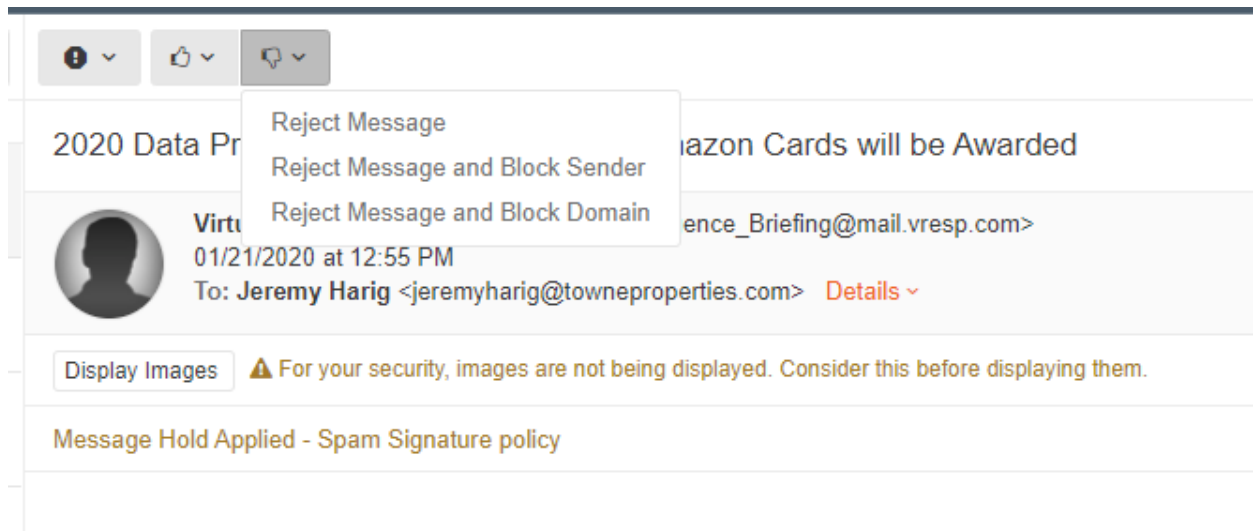 Reject Message
Reject Message and Block Sender
Reject Message and Block Domain
2020 Data Pr azon Cards will be Awarded
Virtu ence_Briefing@mail.vresp.com>
01/21/2020 at 12:55 PM
To: Jeremy Harig <jeremyharig@towneproperties.com> Details
Display Images For your security, images are not being displayed. Consider this before displaying them.
Message Hold Applied - Spam Signature policy